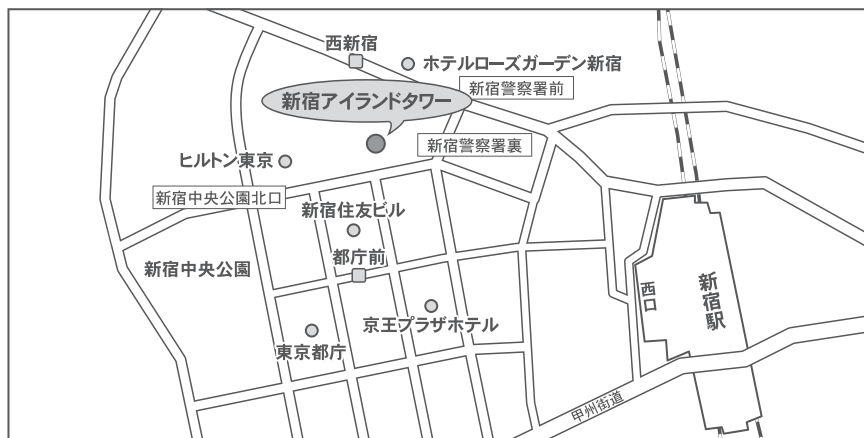 西新宿
ホテルローズガーデン新宿
新宿警察署前
新宿アイランドタワー
新宿警察署裏
ヒルトン東京
新宿中央公園北口
新宿住友ビル
都庁前
新宿中央公園
西口
新宿駅
京王プラザホテル
東京都庁
甲州街道